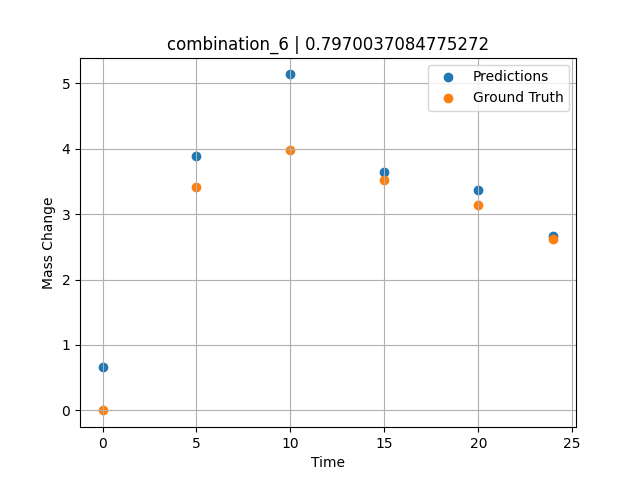 combination_6 | 0.7970037084775272
Predictions
Ground Truth
5
4
3
2
1
0
Mass Change
0 5 10 15 20 25
Time